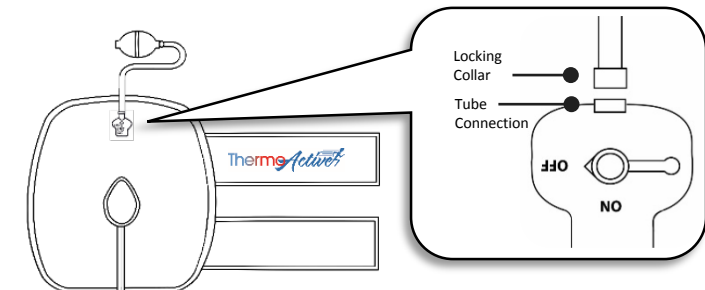 Locking
Collar
Tube
Connection
ThermoActive
OFF
ON